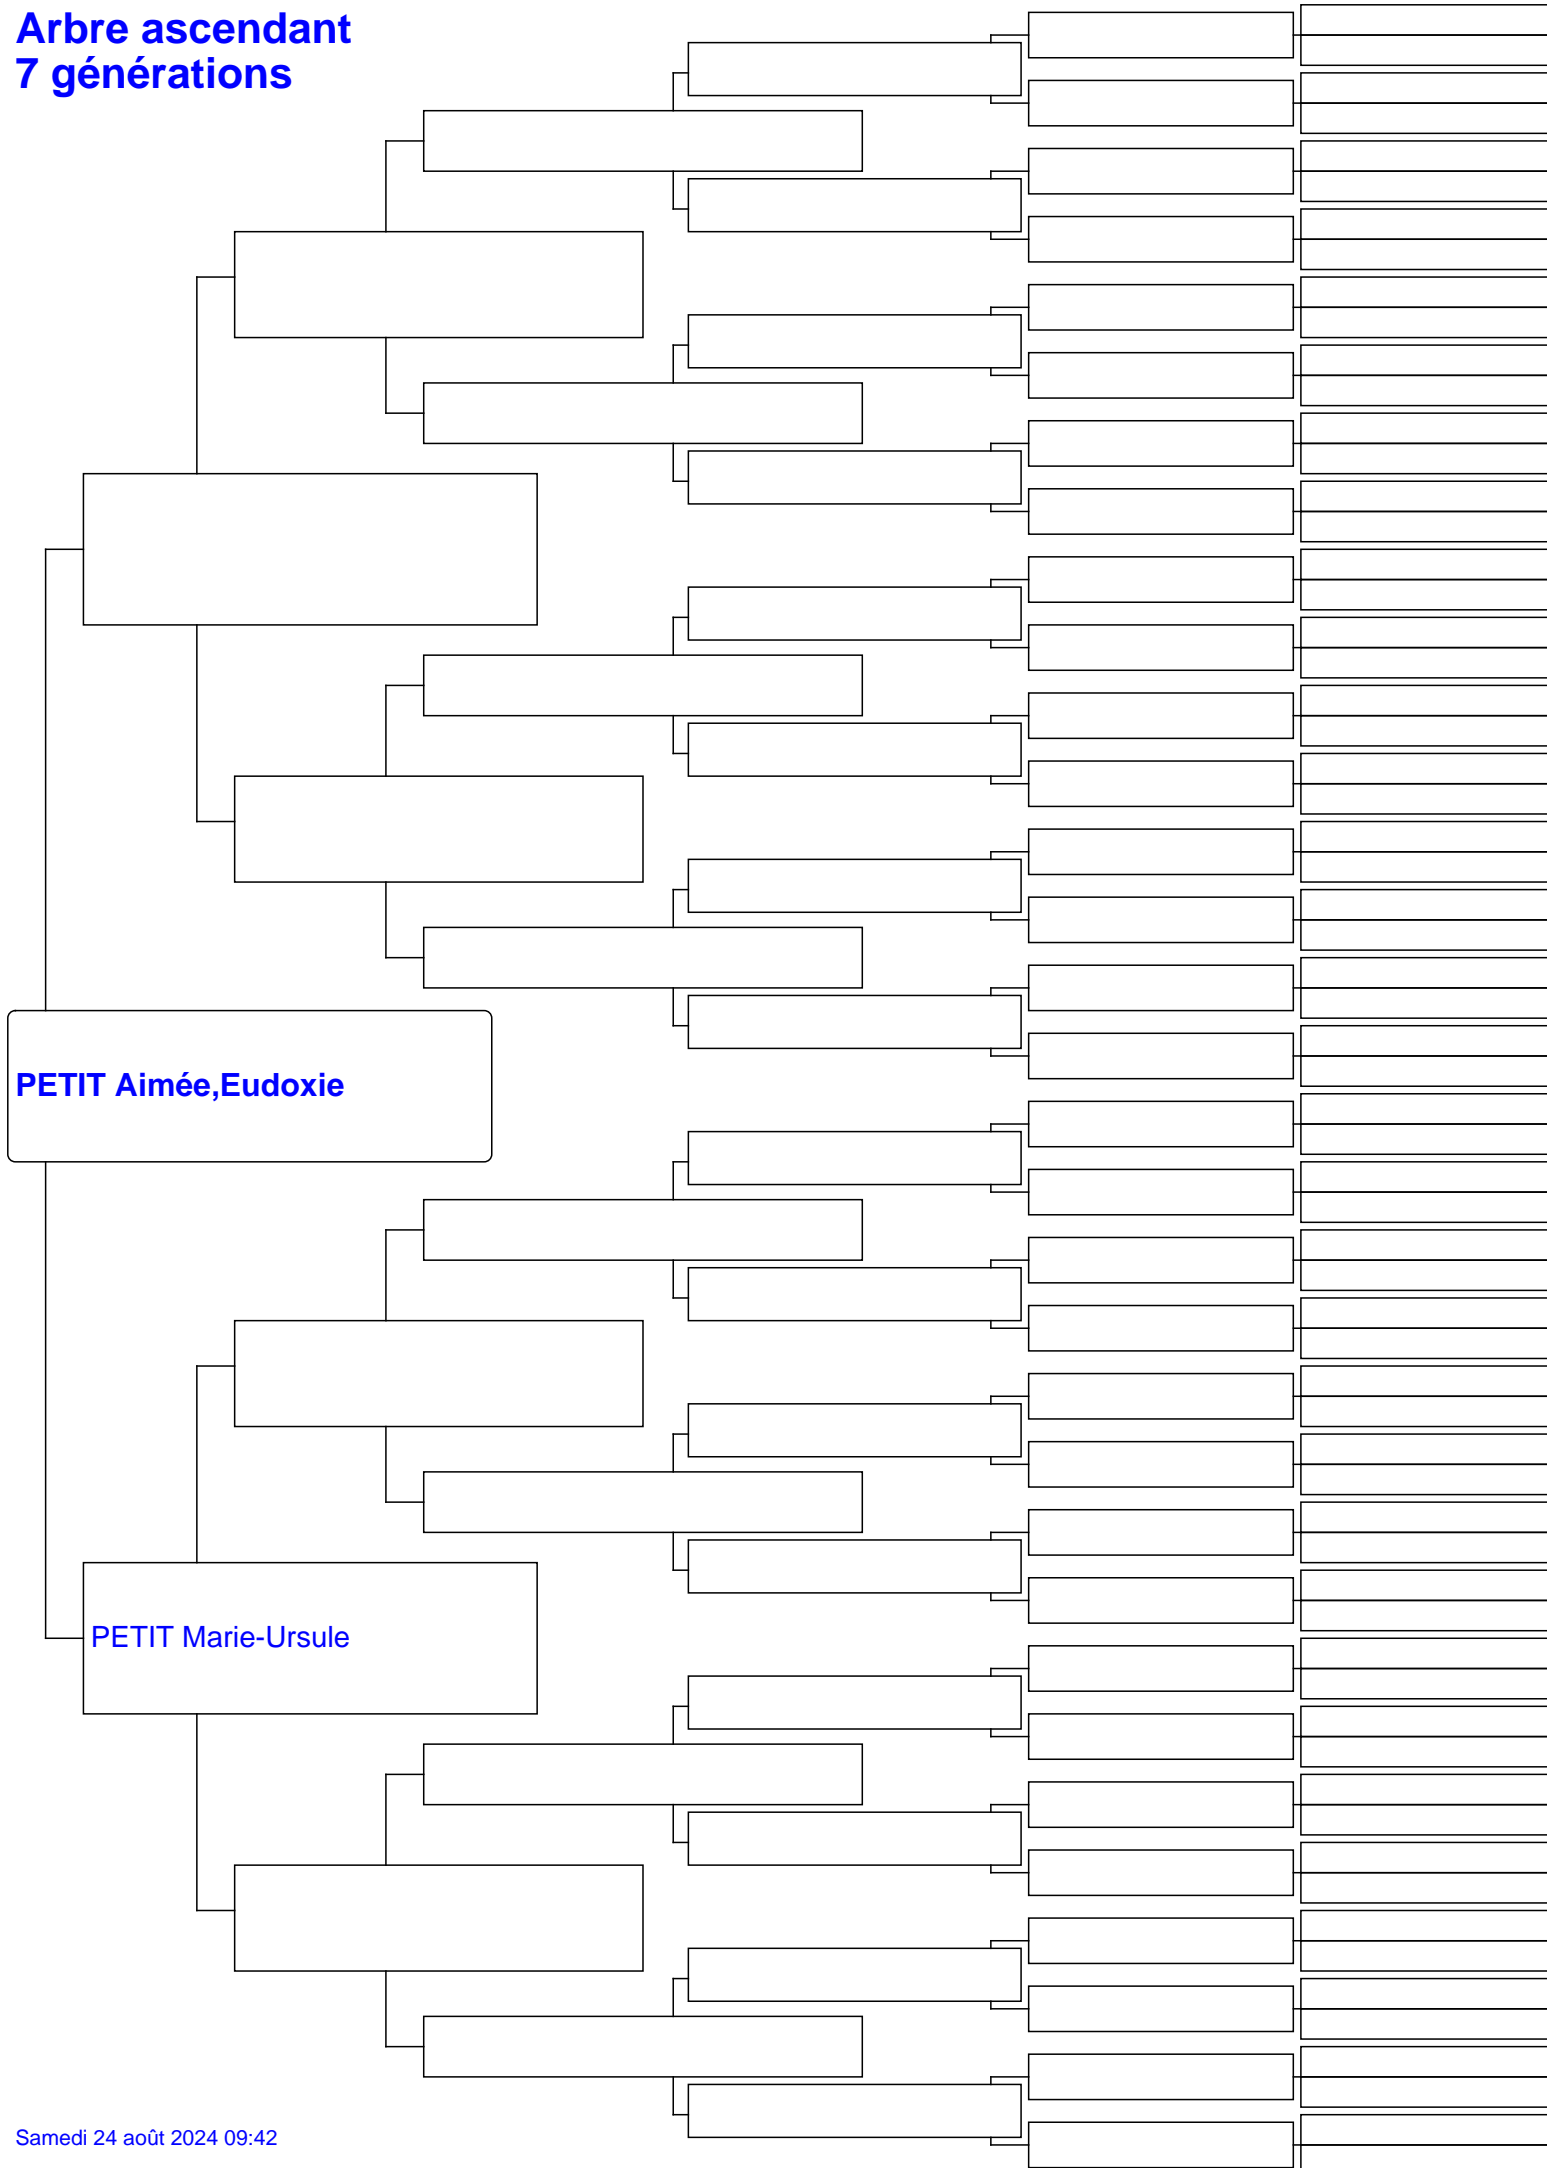 Arbre ascendant
7 générations
PETIT Aimée,Eudoxie
PETIT Marie-Ursule
Samedi 24 août 2024 09:42